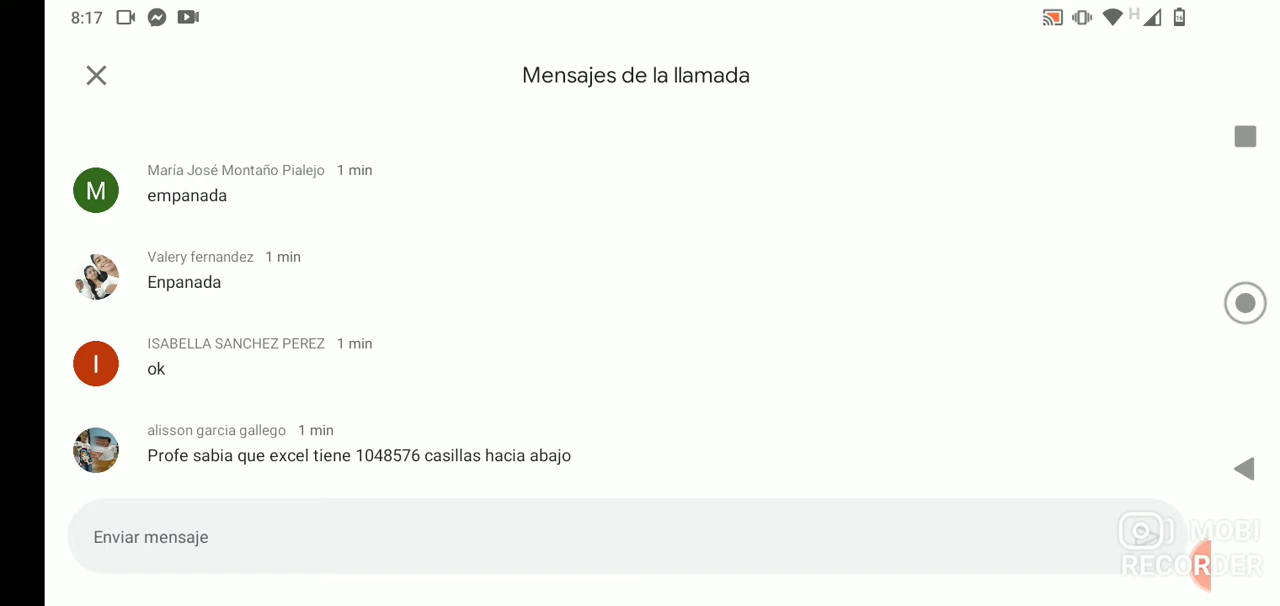 8:17
H
16
Mensajes de la llamada
M
María José Montaño Pialejo 1 min
empanada
Valery fernandez 1 min
Enpanada
I
ISABELLA SANCHEZ PEREZ 1 min
ok
alisson garcia gallego 1 min
Profe sabia que excel tiene 1048576 casillas hacia abajo
Enviar mensaje
MOBI
RECORDER